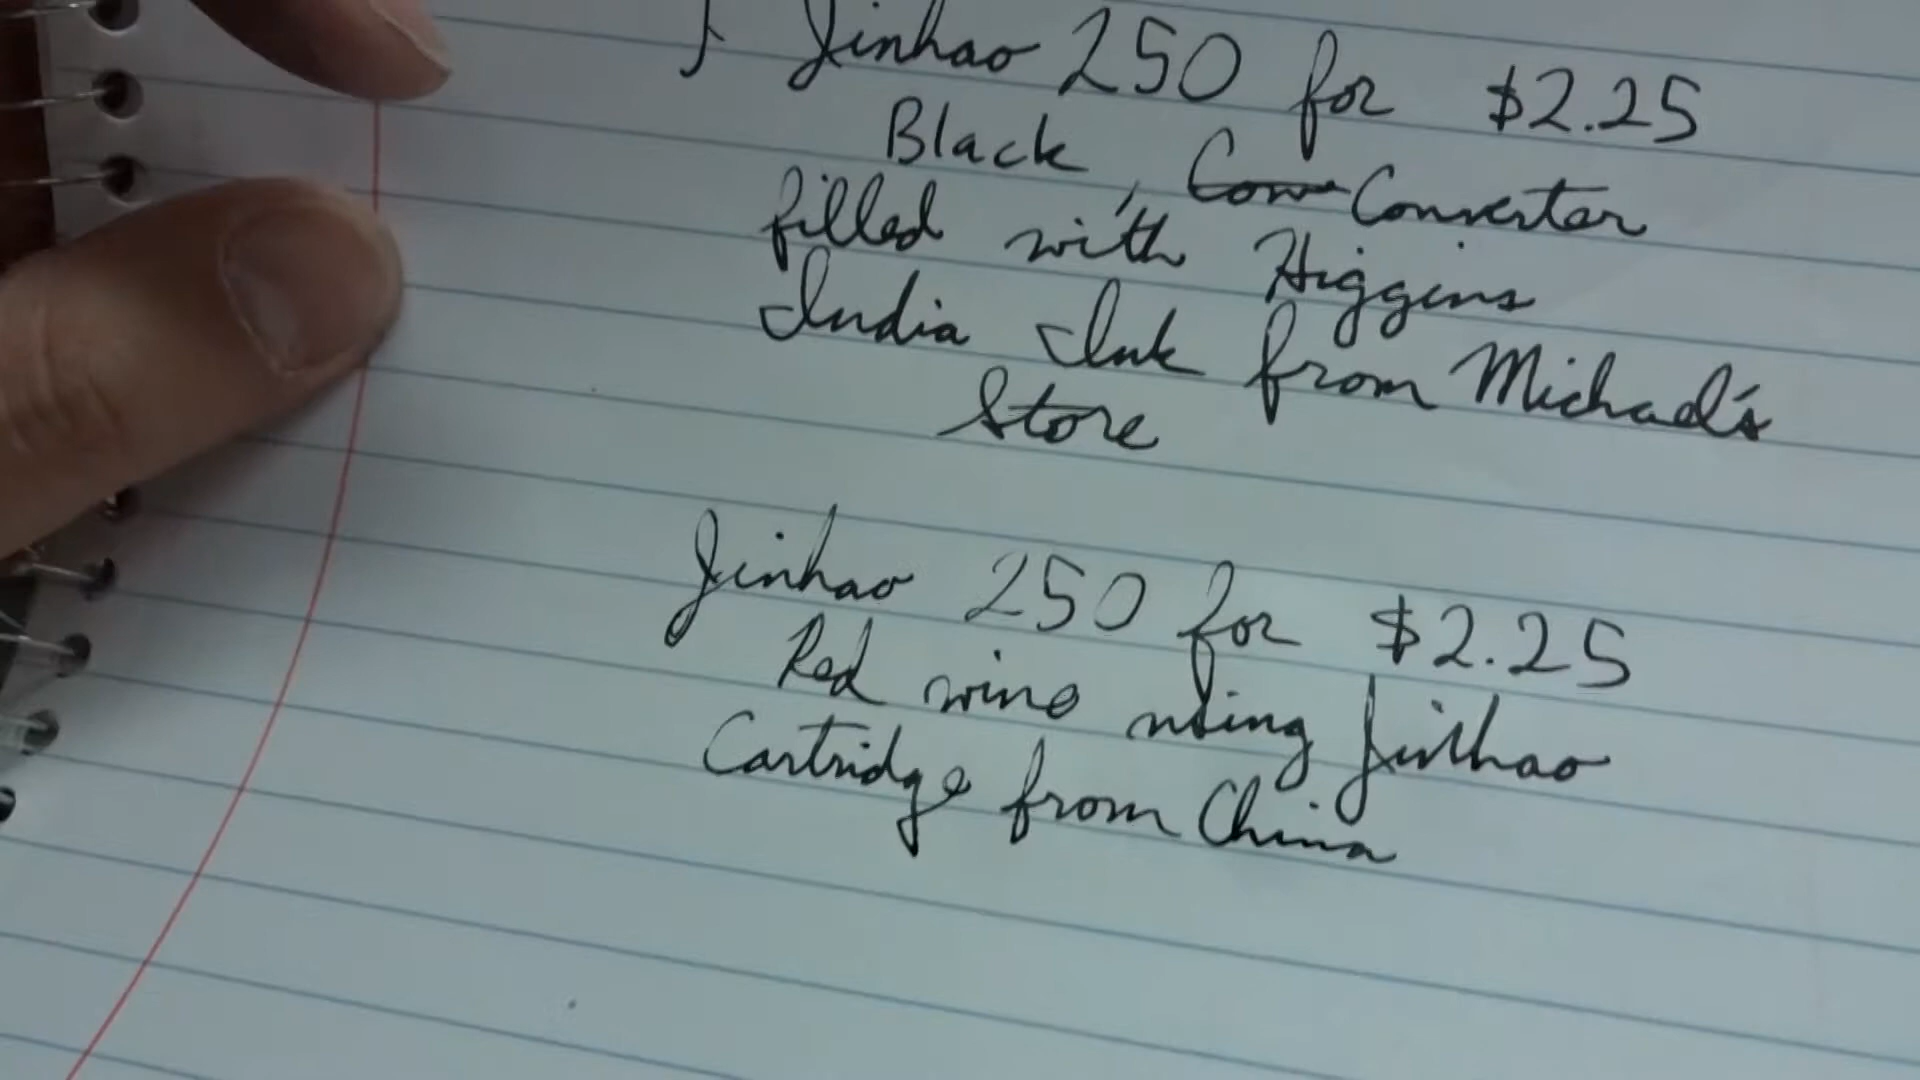 Jinhao 250 for $2.25
Black, Con Converter
filled with Higgins
India Ink from Michael's
Store
Jinhao 250 for $2.25
Red wine using Jinhao
Cartridge from China